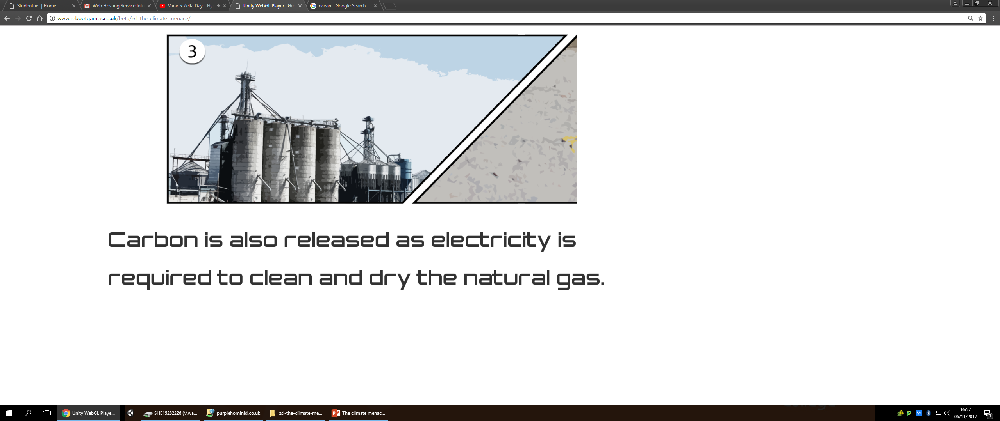 Studentnet | Home
Web Hosting Service Info
Vanic x Zella Day - Hy
Unity WebGL Player | Gre
ocean - Google Search
www.rebootgames.co.uk/beta/zsl-the-climate-menace/
3
Carbon is also released as electricity is
required to clean and dry the natural gas.
Unity WebGL Playe...
SHE15282226 (\\wa...
purplehominid.co.uk
zsl-the-climate-me...
The climate menac...
16:57
06/11/2017
1